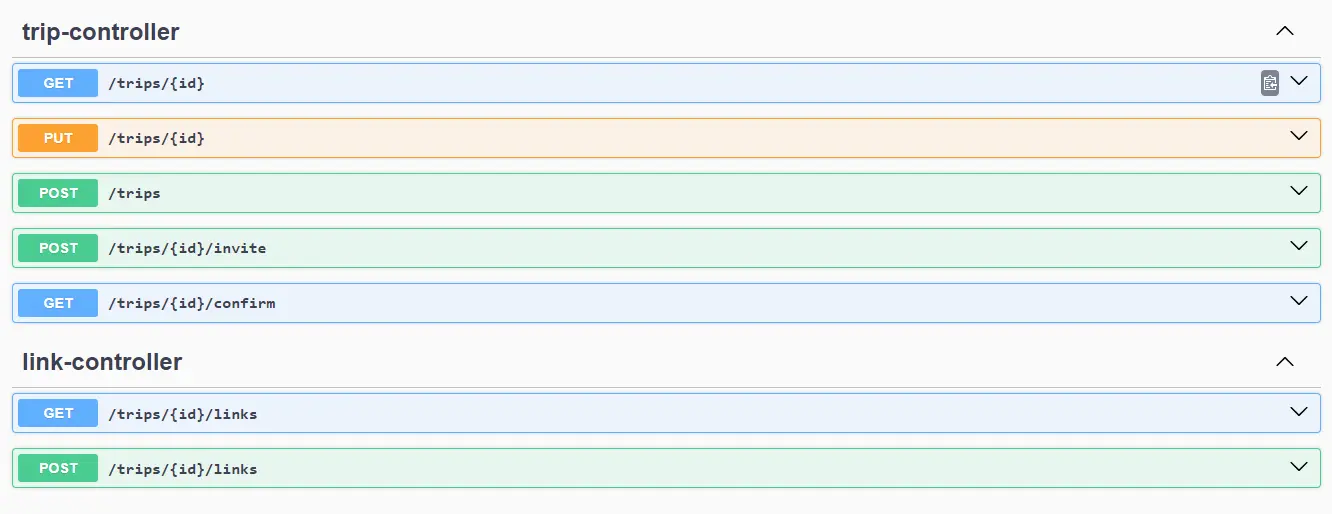 trip-controller
GET /trips/{id}
PUT /trips/{id}
POST /trips
POST /trips/{id}/invite
GET /trips/{id}/confirm
link-controller
GET /trips/{id}/links
POST /trips/{id}/links